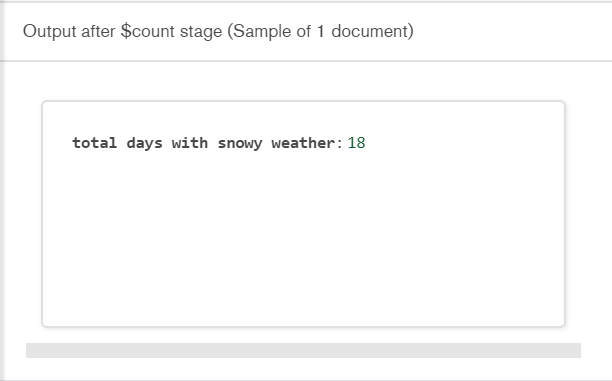 Output after $count stage (Sample of 1 document)
total days with snowy weather: 18